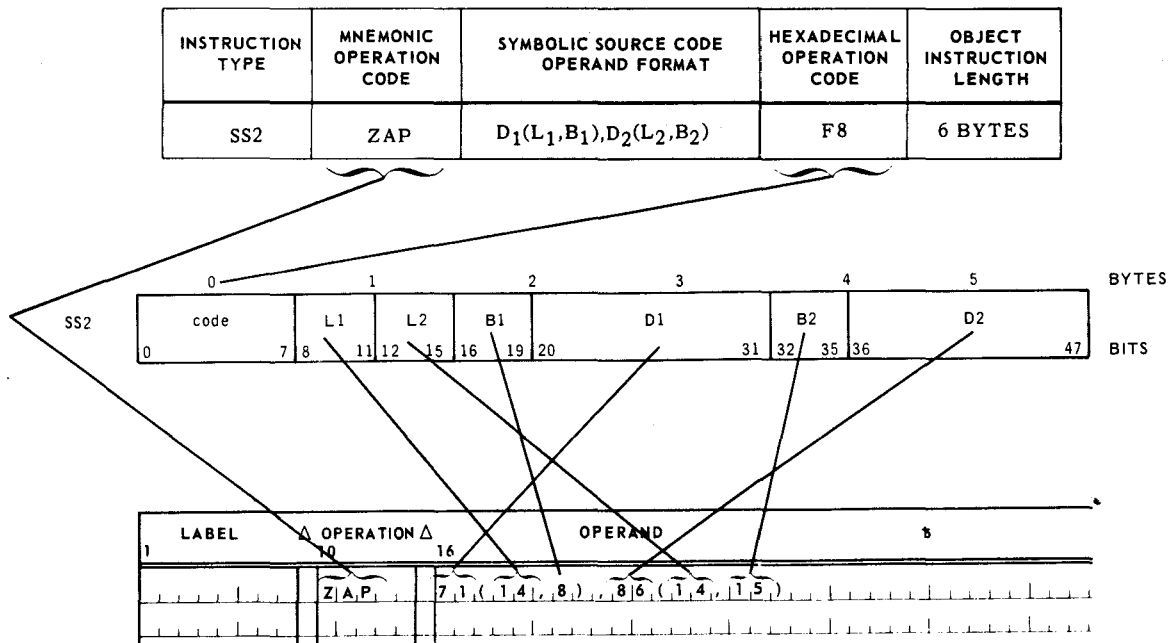 INSTRUCTION TYPE
MNEMONIC OPERATION CODE
SYMBOLIC SOURCE CODE OPERAND FORMAT
HEXADECIMAL OPERATION CODE
OBJECT INSTRUCTION LENGTH
SS2 ZAP D₁(L₁,B₁),D₂(L₂,B₂) F8 6 BYTES
0 1 2 3 4 5 BYTES
SS2 code L1 L2 B1 D1 B2 D2
0 7 8 11 12 15 16 19 20 31 32 35 36 47 BITS
LABEL Δ OPERATION Δ OPERAND
1 10 16
ZAP 71(14,8),86(14,15)